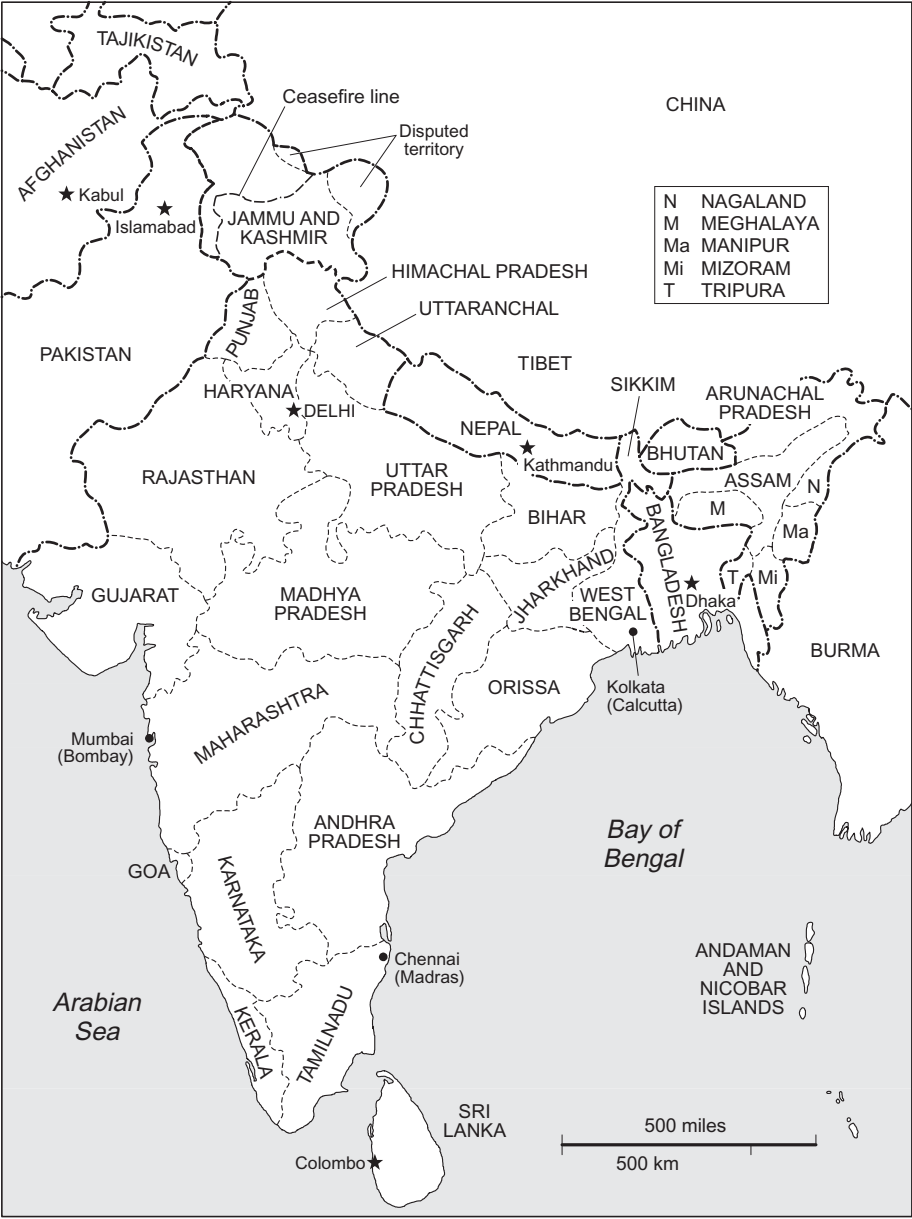 TAJIKISTAN
Ceasefire line
CHINA
Disputed
territory
AFGHANISTAN
Kabul
Islamabad
JAMMU AND
KASHMIR
N NAGALAND
M MEGHALAYA
Ma MANIPUR
Mi MIZORAM
T TRIPURA
HIMACHAL PRADESH
PUNJAB
UTTARANCHAL
PAKISTAN
TIBET
HARYANA
DELHI
SIKKIM
ARUNACHAL
PRADESH
NEPAL
Kathmandu
BHUTAN
RAJASTHAN
UTTAR
PRADESH
ASSAM
N
M
BIHAR
BANGLADESH
Ma
GUJARAT
MADHYA
PRADESH
JHARKHAND
WEST
BENGAL
Dhaka
T
Mi
CHHATTISGARH
BURMA
ORISSA
Kolkata
(Calcutta)
MAHARASHTRA
Mumbai
(Bombay)
ANDHRA
PRADESH
Bay of
Bengal
GOA
KARNATAKA
Chennai
(Madras)
ANDAMAN
AND
NICOBAR
ISLANDS
Arabian
Sea
KERALA
TAMILNADU
SRI
LANKA
500 miles
500 km
Colombo